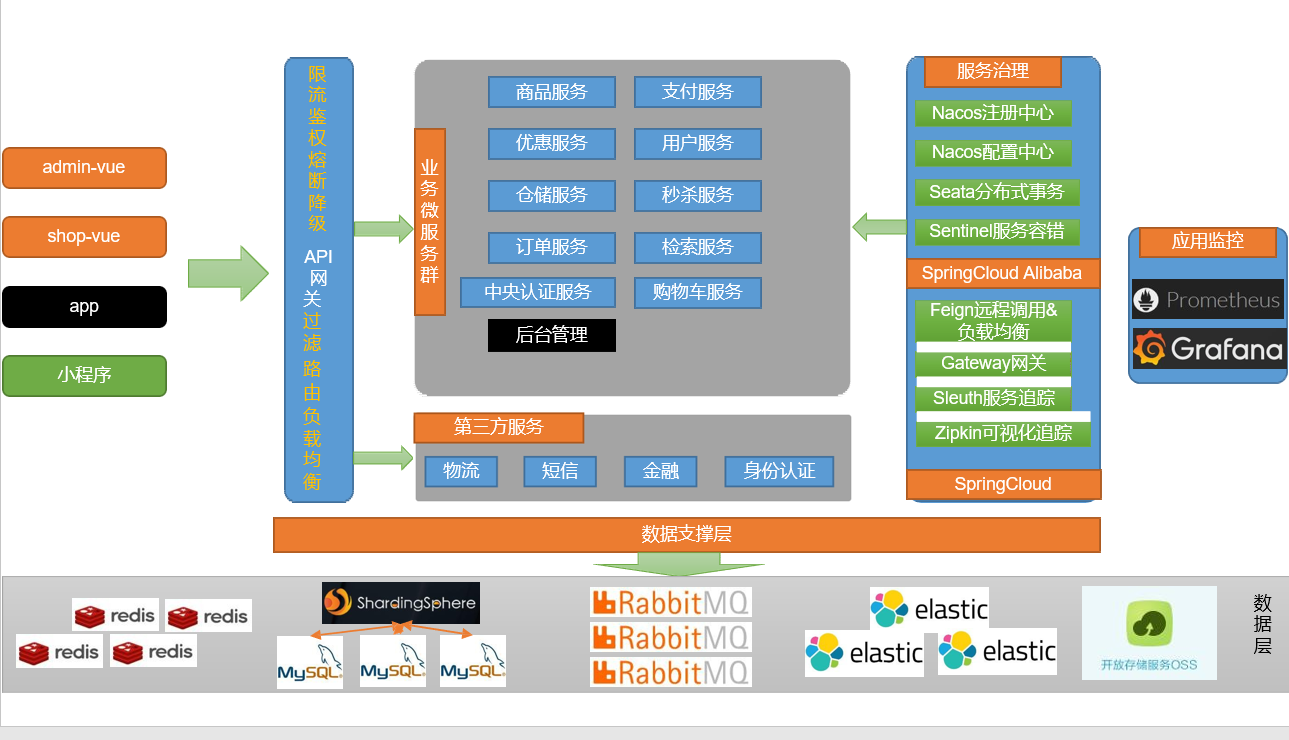 admin-vue
shop-vue
app
小程序
限流鉴权熔断降级
API
网关过滤 路由负载均衡
业务微服务群
商品服务
支付服务
优惠服务
用户服务
仓储服务
秒杀服务
订单服务
检索服务
中央认证服务
购物车服务
后台管理
第三方服务
物流
短信
金融
身份认证
服务治理
Nacos注册中心
Nacos配置中心
Seata分布式事务
Sentinel服务容错
SpringCloud Alibaba
Feign远程调用&
负载均衡
Gateway网关
Sleuth服务追踪
Zipkin可视化追踪
SpringCloud
应用监控
Prometheus
Grafana
数据支撑层
redis
redis
redis
redis
ShardingSphere
MySQL
MySQL
MySQL
RabbitMQ
RabbitMQ
RabbitMQ
elastic
elastic
elastic
开放存储服务OSS
数据层